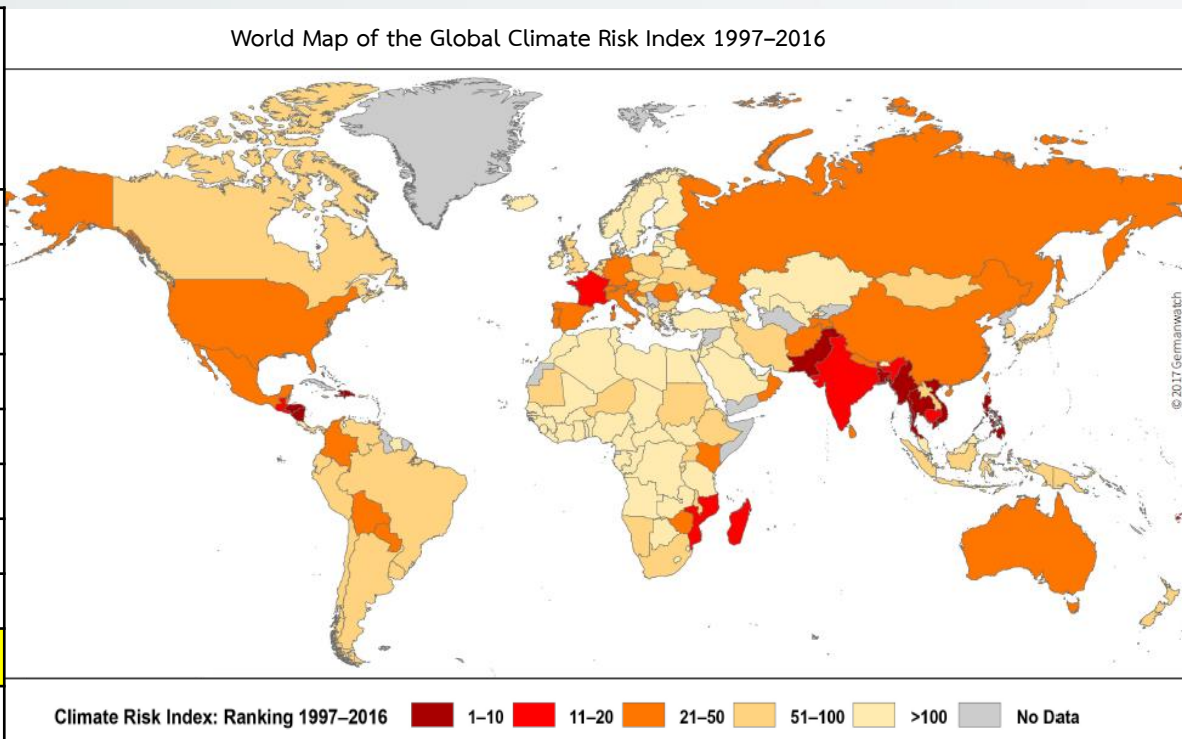 World Map of the Global Climate Risk Index 1997–2016
© 2017 Germanwatch
Climate Risk Index: Ranking 1997–2016 1–10 11–20 21–50 51–100 >100 No Data